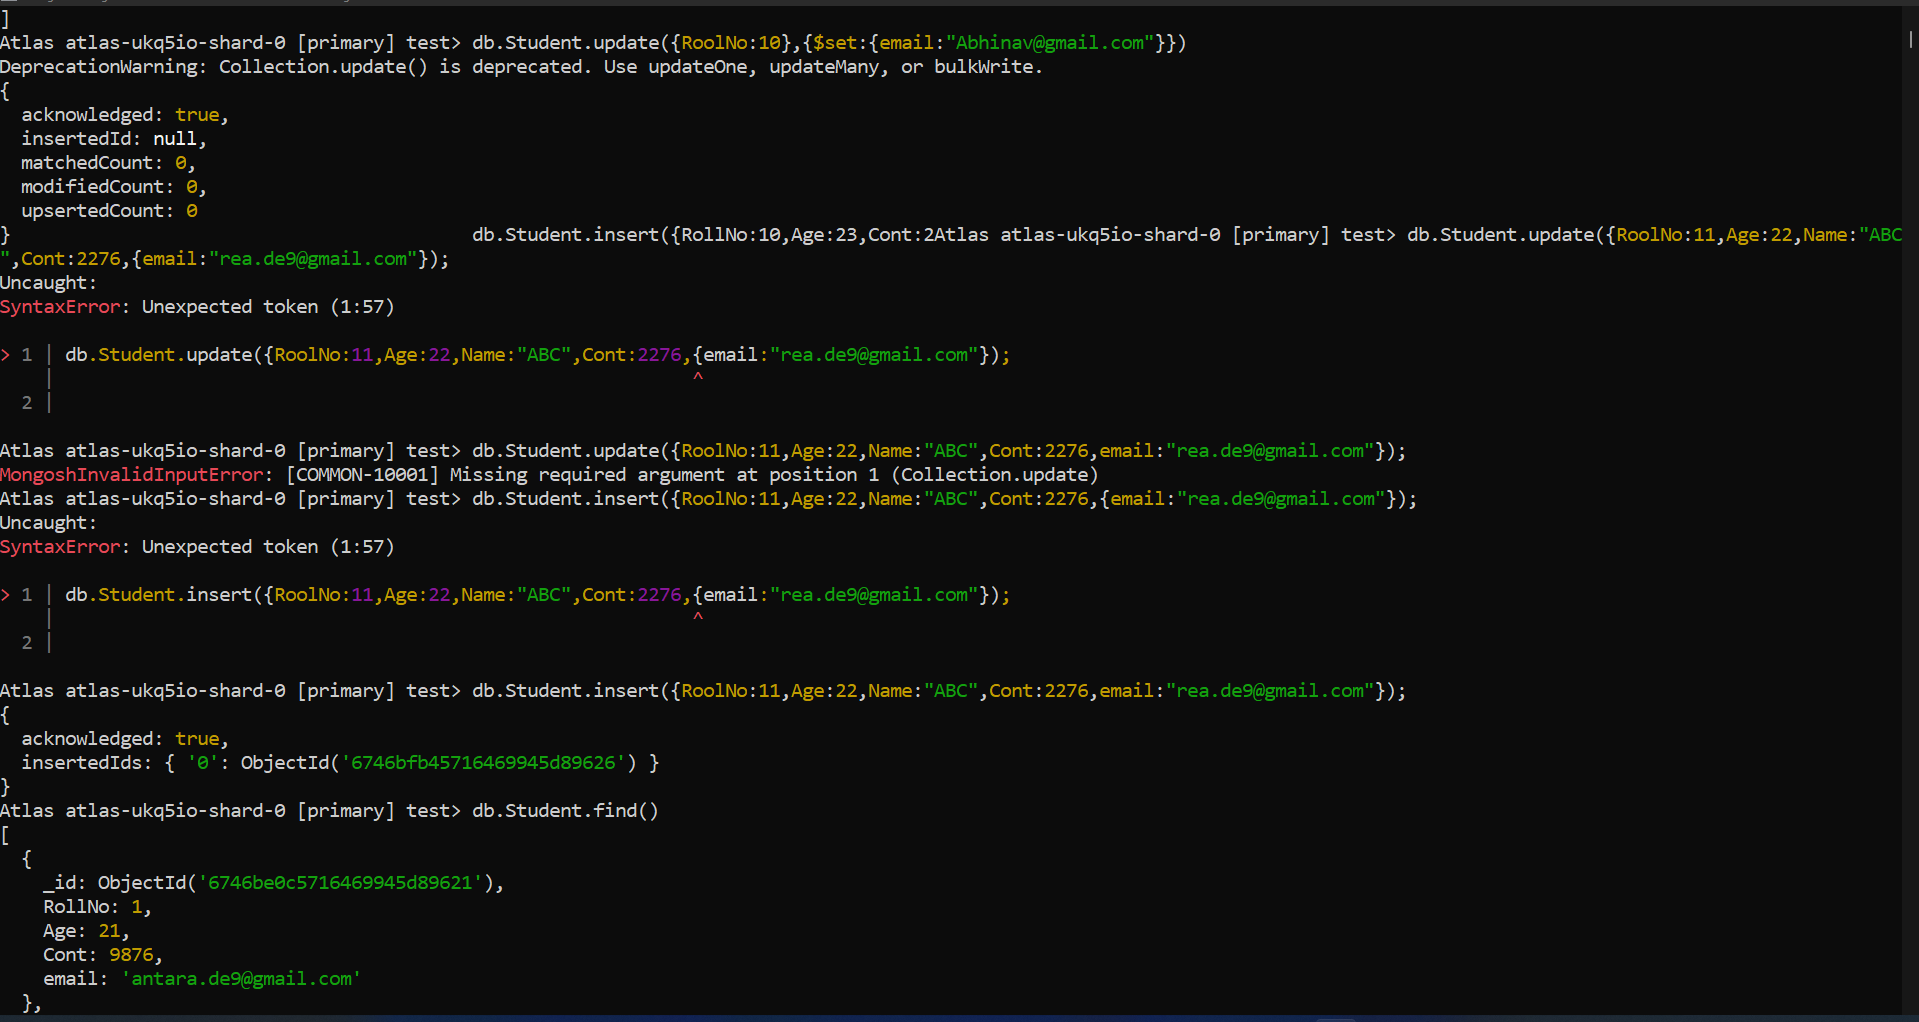 ]
Atlas atlas-ukq5io-shard-0 [primary] test> db.Student.update({RoolNo:10},{$set:{email:"Abhinav@gmail.com"}})
DeprecationWarning: Collection.update() is deprecated. Use updateOne, updateMany, or bulkWrite.
{
  acknowledged: true,
  insertedId: null,
  matchedCount: 0,
  modifiedCount: 0,
  upsertedCount: 0
}                                          db.Student.insert({RollNo:10,Age:23,Cont:2Atlas atlas-ukq5io-shard-0 [primary] test> db.Student.update({RoolNo:11,Age:22,Name:"ABC
",Cont:2276,{email:"rea.de9@gmail.com"});
Uncaught:
SyntaxError: Unexpected token (1:57)

> 1 | db.Student.update({RoolNo:11,Age:22,Name:"ABC",Cont:2276,{email:"rea.de9@gmail.com"});
    |                                                          ^
  2 |

Atlas atlas-ukq5io-shard-0 [primary] test> db.Student.update({RoolNo:11,Age:22,Name:"ABC",Cont:2276,email:"rea.de9@gmail.com"});
MongoshInvalidInputError: [COMMON-10001] Missing required argument at position 1 (Collection.update)
Atlas atlas-ukq5io-shard-0 [primary] test> db.Student.insert({RoolNo:11,Age:22,Name:"ABC",Cont:2276,{email:"rea.de9@gmail.com"});
Uncaught:
SyntaxError: Unexpected token (1:57)

> 1 | db.Student.insert({RoolNo:11,Age:22,Name:"ABC",Cont:2276,{email:"rea.de9@gmail.com"});
    |                                                          ^
  2 |

Atlas atlas-ukq5io-shard-0 [primary] test> db.Student.insert({RoolNo:11,Age:22,Name:"ABC",Cont:2276,email:"rea.de9@gmail.com"});
{
  acknowledged: true,
  insertedIds: { '0': ObjectId('6746bfb45716469945d89626') }
}
Atlas atlas-ukq5io-shard-0 [primary] test> db.Student.find()
[
  {
    _id: ObjectId('6746be0c5716469945d89621'),
    RollNo: 1,
    Age: 21,
    Cont: 9876,
    email: 'antara.de9@gmail.com'
  },